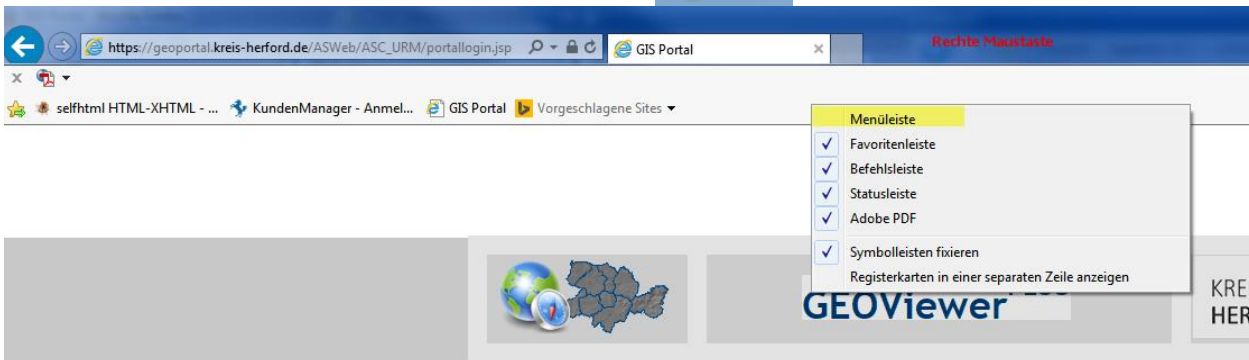 https://geoportal.kreis-herford.de/ASWeb/ASC_URM/portallogin.jsp
GIS Portal
Rechte Maustaste
selfhtml HTML-XHTML - ...
KundenManager - Anmel...
GIS Portal
Vorgeschlagene Sites
Menüleiste
Favoritenleiste
Befehlsleiste
Statusleiste
Adobe PDF
Symbolleisten fixieren
Registerkarten in einer separaten Zeile anzeigen
GEOViewer
KRE
HER